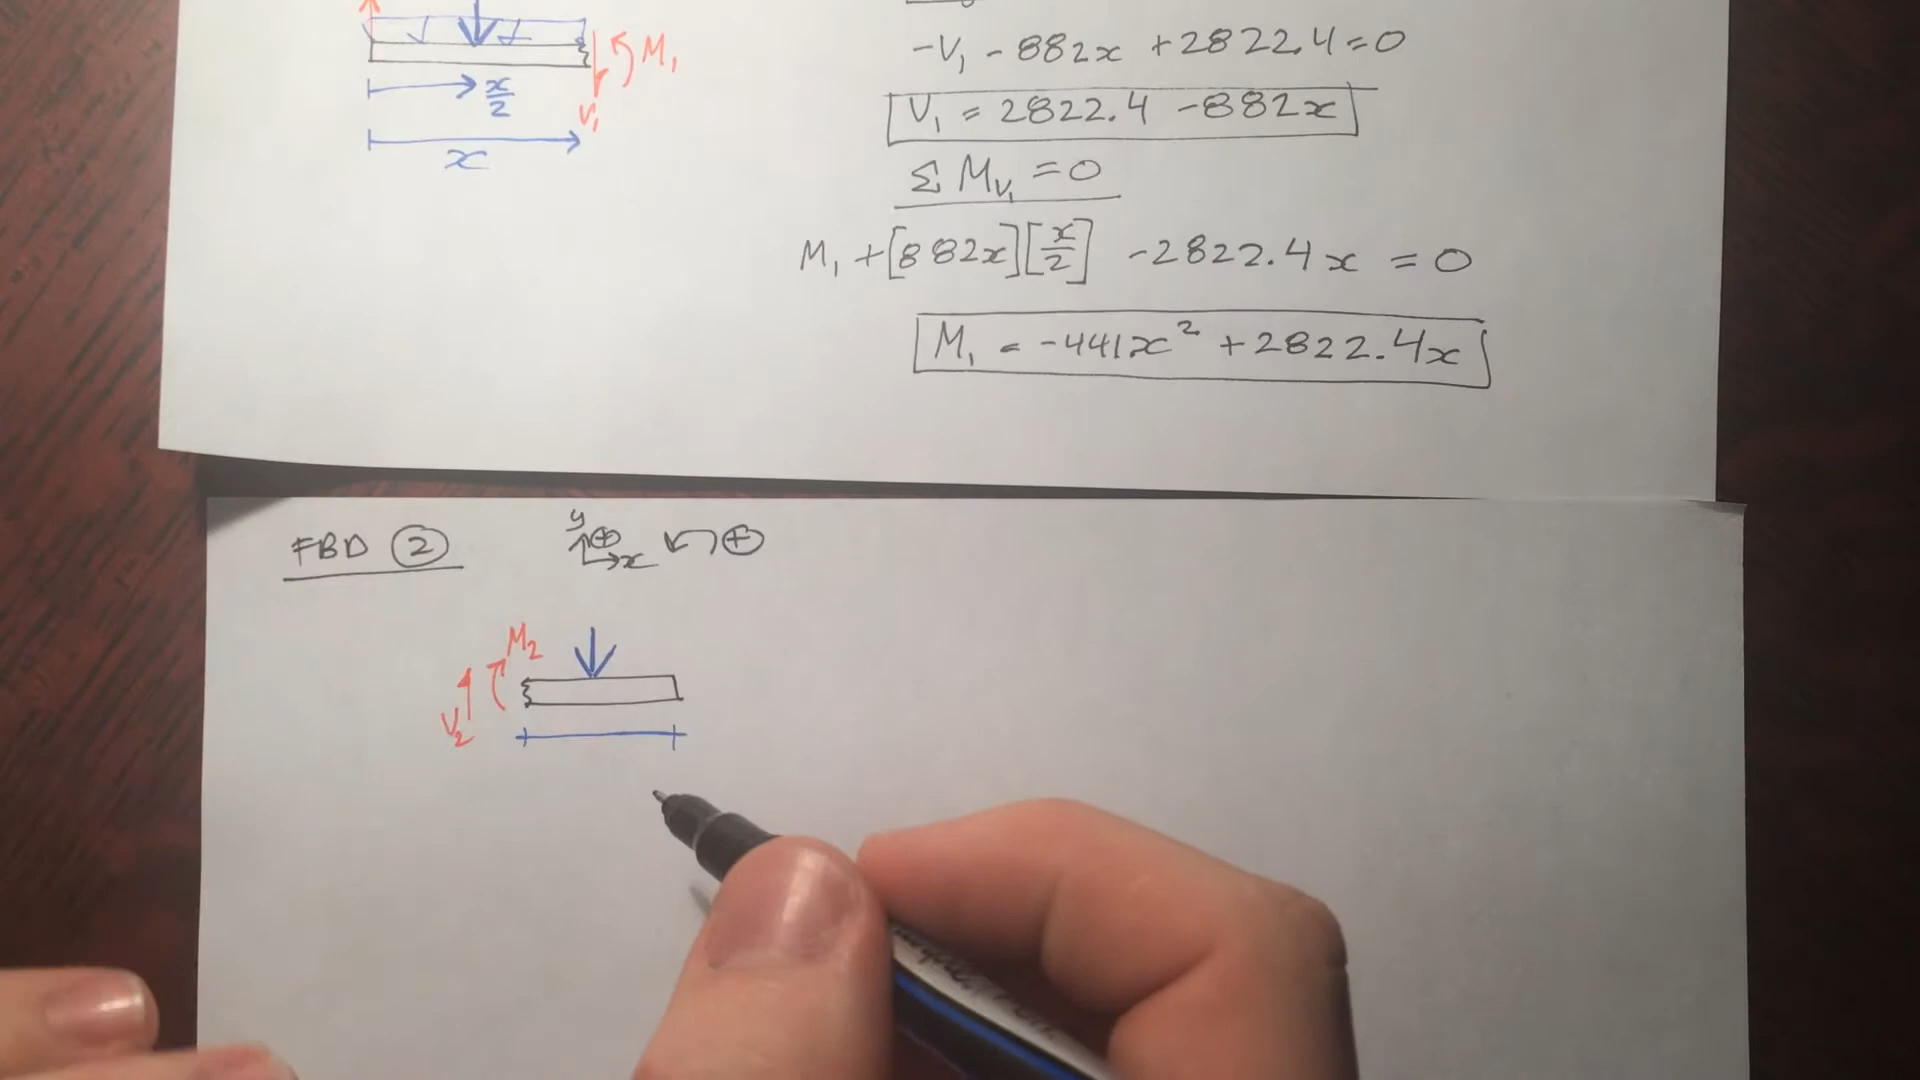 -V₁ - 882x + 2822.4 = 0
V₁ = 2822.4 - 882x
Σ M_V₁ = 0
M₁ + [882x][x/2] - 2822.4x = 0
M₁ = -441x² + 2822.4x
M₁
x/2
V₁
x
FBD ② y ⊕ x ⊕
M₂
V₂